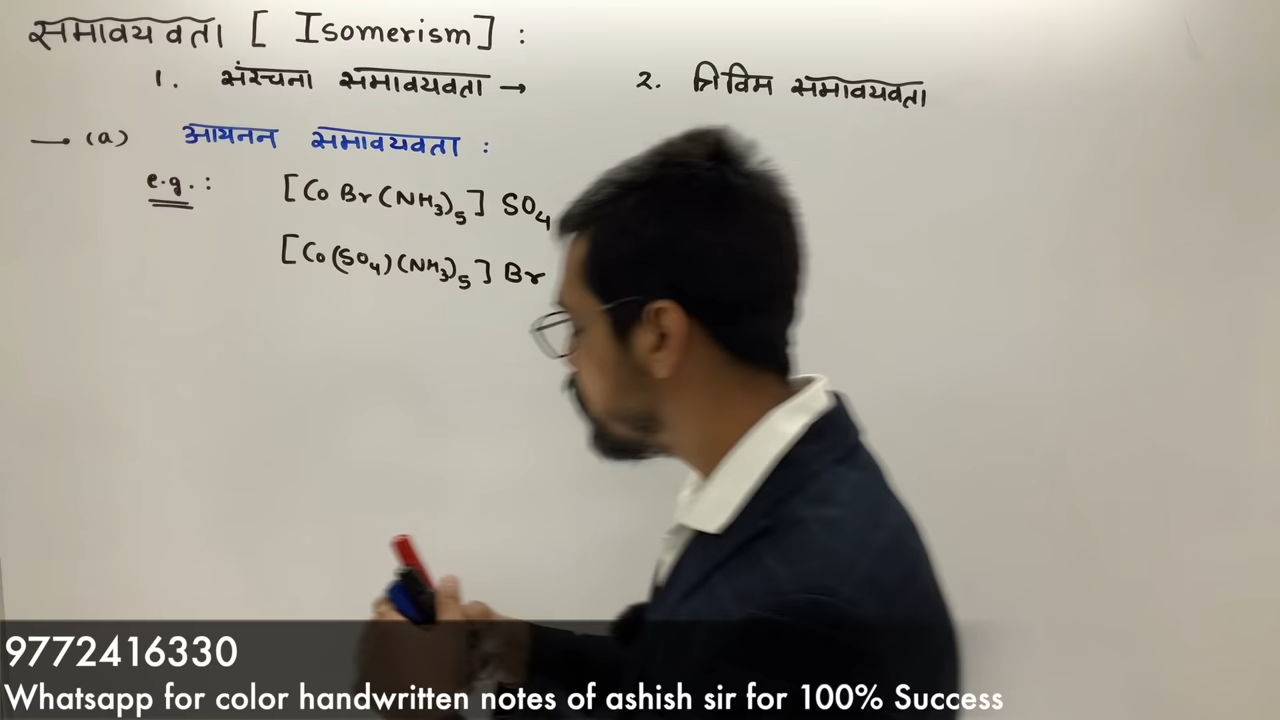 समावयवता [ Isomerism ] :
1. संरचना समावयवता → 2. त्रिविम समावयवता
→ (a) आयनन समावयवता :
e.g. : [Co Br (NH3)5] SO4
[Co(SO4)(NH3)5] Br
9772416330
Whatsapp for color handwritten notes of ashish sir for 100% Success